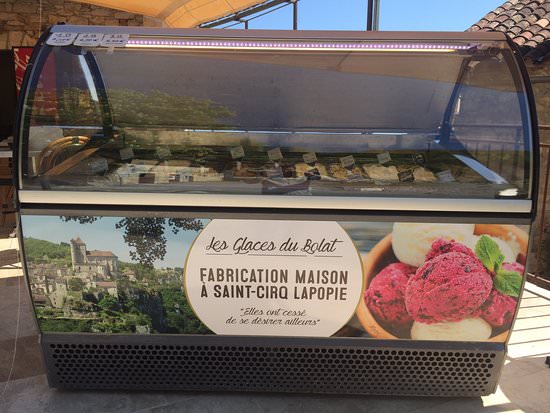 Les Glaces du Bolat
FABRICATION MAISON
À SAINT-CIRQ LAPOPIE
"Elles ont cessé
de se désirer ailleurs"